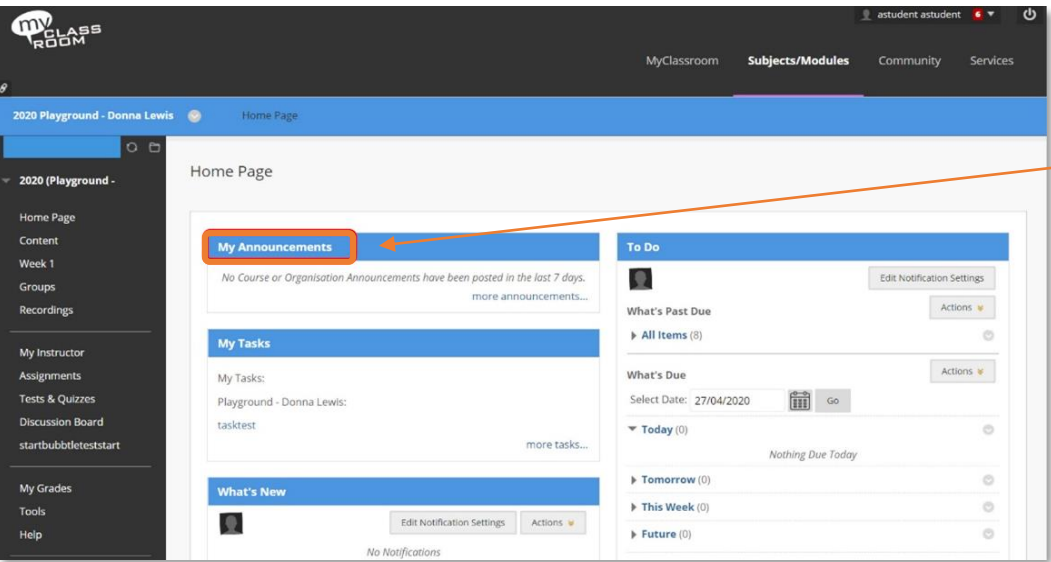 my CLASS ROOM
astudent astudent 6
MyClassroom Subjects/Modules Community Services
2020 Playground - Donna Lewis Home Page
2020 (Playground -
Home Page
Content
Week 1
Groups
Recordings
My Instructor
Assignments
Tests & Quizzes
Discussion Board
startbubbtleteststart
My Grades
Tools
Help
Home Page
My Announcements
No Course or Organisation Announcements have been posted in the last 7 days.
more announcements...
My Tasks
My Tasks:
Playground - Donna Lewis:
tasktest
more tasks...
What's New
Edit Notification Settings Actions
No Notifications
To Do
Edit Notification Settings
What's Past Due Actions
All Items (8)
What's Due Actions
Select Date: 27/04/2020 Go
Today (0)
Nothing Due Today
Tomorrow (0)
This Week (0)
Future (0)